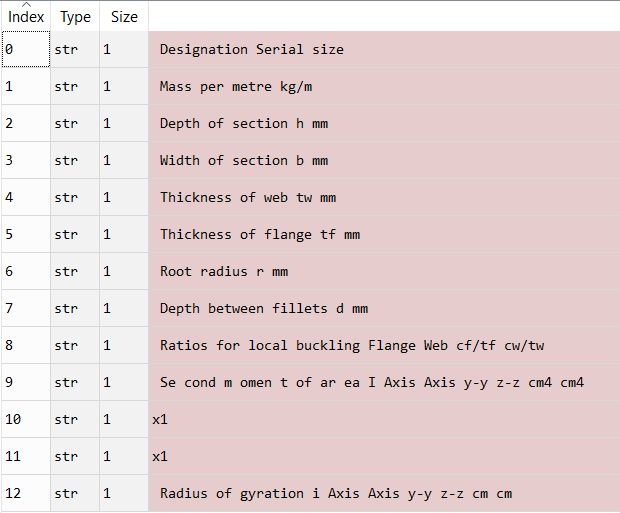 Index Type Size
0 str 1 Designation Serial size
1 str 1 Mass per metre kg/m
2 str 1 Depth of section h mm
3 str 1 Width of section b mm
4 str 1 Thickness of web tw mm
5 str 1 Thickness of flange tf mm
6 str 1 Root radius r mm
7 str 1 Depth between fillets d mm
8 str 1 Ratios for local buckling Flange Web cf/tf cw/tw
9 str 1 Se cond m omen t of ar ea I Axis Axis y-y z-z cm4 cm4
10 str 1 x1
11 str 1 x1
12 str 1 Radius of gyration i Axis Axis y-y z-z cm cm